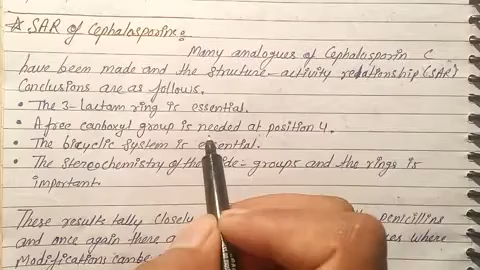 * SAR of Cephalosporins:
Many analogues of Cephalosporin C
have been made and the structure-activity relationship (SAR)
Conclusions are as follows.
• The β-lactam ring is essential.
• A free carboxyl group is needed at position 4.
• The bicyclic system is essential.
• The stereochemistry of the side-groups and the rings is
important.
These results tally closely penicillins
and once again there where
modifications can be